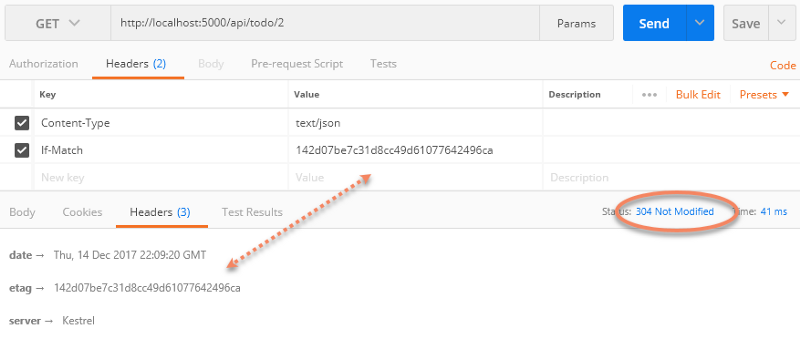 GET http://localhost:5000/api/todo/2 Params Send Save
Authorization Headers (2) Body Pre-request Script Tests Code
Key Value Description ••• Bulk Edit Presets
Content-Type text/json
If-Match 142d07be7c31d8cc49d61077642496ca
New key Value Description
Body Cookies Headers (3) Test Results Status: 304 Not Modified Time: 41 ms
date → Thu, 14 Dec 2017 22:09:20 GMT
etag → 142d07be7c31d8cc49d61077642496ca
server → Kestrel